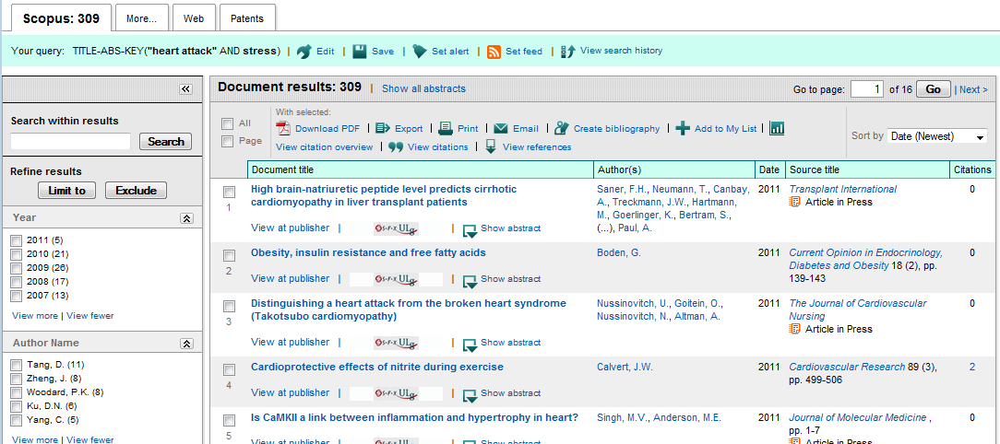 Scopus: 309 More... Web Patents
Your query: TITLE-ABS-KEY("heart attack" AND stress) | Edit | Save | Set alert | Set feed | View search history
«
Search within results
Search
Refine results
Limit to Exclude
Year
2011 (5)
2010 (21)
2009 (26)
2008 (17)
2007 (13)
View more | View fewer
Author Name
Tang, D. (11)
Zheng, J. (8)
Woodard, P.K. (8)
Ku, D.N. (6)
Yang, C. (5)
View more | View fewer
Document results: 309 | Show all abstracts
Go to page: 1 of 16 Go | Next >
All
Page
With selected:
Download PDF | Export | Print | Email | Create bibliography | Add to My List |
View citation overview | View citations | View references
Sort by Date (Newest)
Document title Author(s) Date Source title Citations
1
High brain-natriuretic peptide level predicts cirrhotic
cardiomyopathy in liver transplant patients
View at publisher | S-F-X ULg | Show abstract
Saner, F.H., Neumann, T., Canbay,
A., Treckmann, J.W., Hartmann,
M., Goerlinger, K., Bertram, S.,
(...), Paul, A.
2011
Transplant International
Article in Press
0
2
Obesity, insulin resistance and free fatty acids
View at publisher | S-F-X ULg | Show abstract
Boden, G.
2011
Current Opinion in Endocrinology,
Diabetes and Obesity 18 (2), pp.
139-143
0
3
Distinguishing a heart attack from the broken heart syndrome
(Takotsubo cardiomyopathy)
View at publisher | S-F-X ULg | Show abstract
Nussinovitch, U., Goitein, O.,
Nussinovitch, N., Altman, A.
2011
The Journal of Cardiovascular
Nursing
Article in Press
0
4
Cardioprotective effects of nitrite during exercise
View at publisher | S-F-X ULg | Show abstract
Calvert, J.W.
2011
Cardiovascular Research 89 (3),
pp. 499-506
2
5
Is CaMKII a link between inflammation and hypertrophy in heart?
View at publisher | S-F-X ULg | Show abstract
Singh, M.V., Anderson, M.E.
2011
Journal of Molecular Medicine ,
pp. 1-7
Article in Press
0